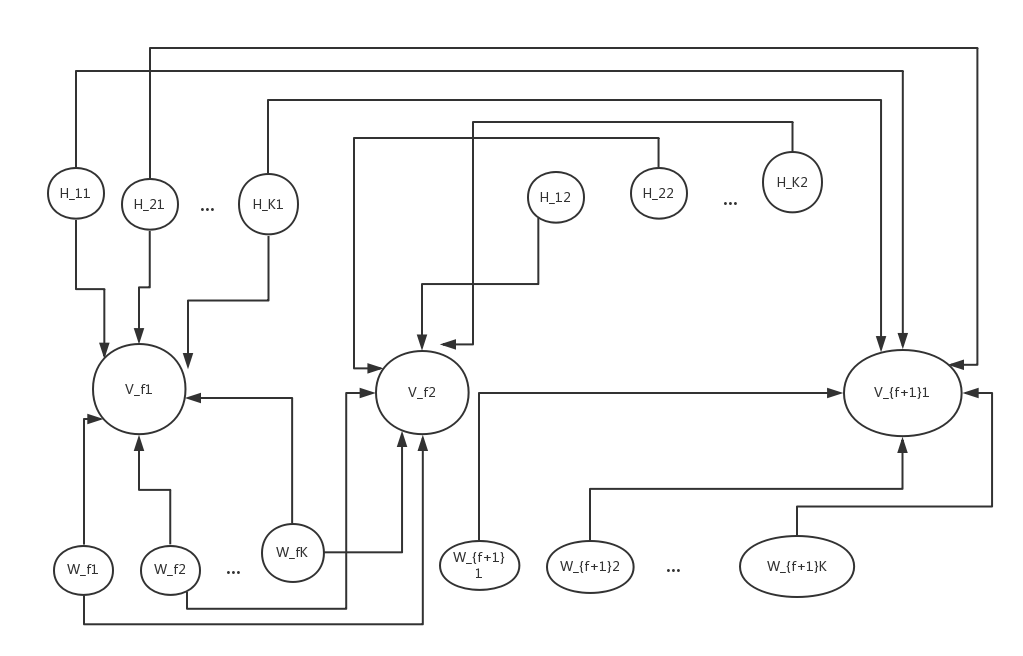 H_11
H_21
...
H_K1
H_12
H_22
...
H_K2
V_f1
V_f2
V_{f+1}1
W_f1
W_f2
...
W_fK
W_{f+1}
1
W_{f+1}2
...
W_{f+1}K